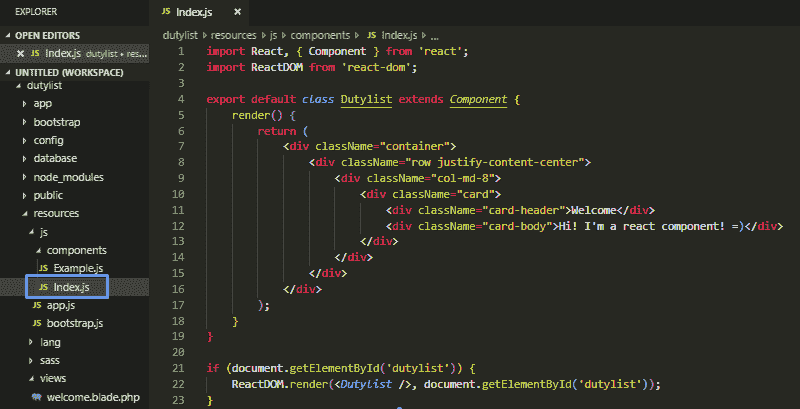 EXPLORER
OPEN EDITORS
Index.js dutylist • res...
UNTITLED (WORKSPACE)
dutylist
app
bootstrap
config
database
node_modules
public
resources
js
components
Example.js
Index.js
app.js
bootstrap.js
lang
sass
views
welcome.blade.php
JS Index.js ×
dutylist › resources › js › components › JS Index.js › ...
1 import React, { Component } from 'react';
2 import ReactDOM from 'react-dom';
3
4 export default class Dutylist extends Component {
5 render() {
6 return (
7 <div className="container">
8 <div className="row justify-content-center">
9 <div className="col-md-8">
10 <div className="card">
11 <div className="card-header">Welcome</div>
12 <div className="card-body">Hi! I'm a react component! =)</div>
13 </div>
14 </div>
15 </div>
16 </div>
17 );
18 }
19 }
20
21 if (document.getElementById('dutylist')) {
22 ReactDOM.render(<Dutylist />, document.getElementById('dutylist'));
23 }